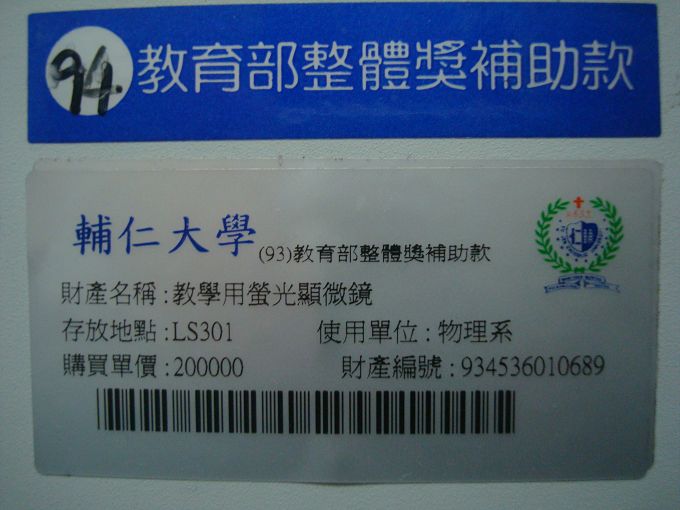 94. 教育部整體獎補助款
輔仁大學 (93)教育部整體獎補助款
財產名稱:教學用螢光顯微鏡
存放地點:LS301 使用單位:物理系
購買單價:200000 財產編號:934536010689